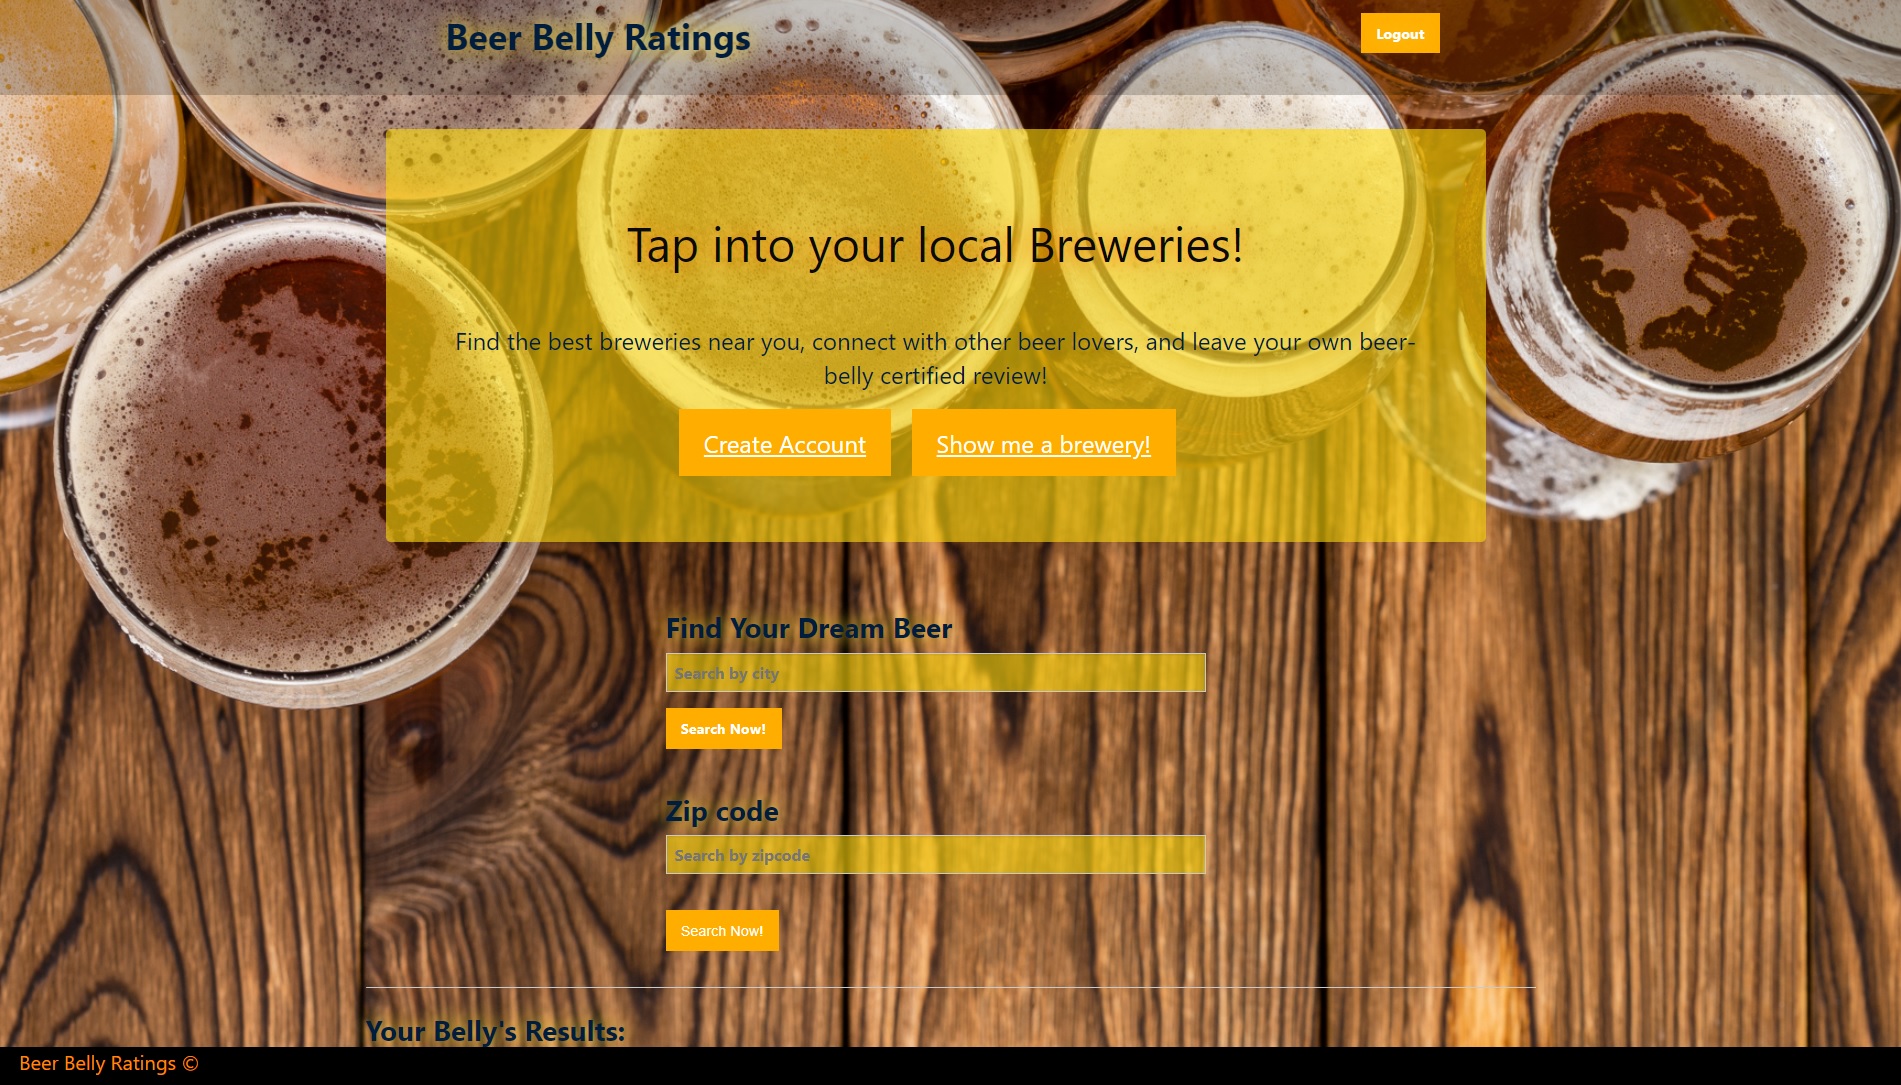 Beer Belly Ratings
Logout
Tap into your local Breweries!
Find the best breweries near you, connect with other beer lovers, and leave your own beer-
belly certified review!
Create Account
Show me a brewery!
Find Your Dream Beer
Search by city
Search Now!
Zip code
Search by zipcode
Search Now!
Your Belly's Results:
Beer Belly Ratings ©